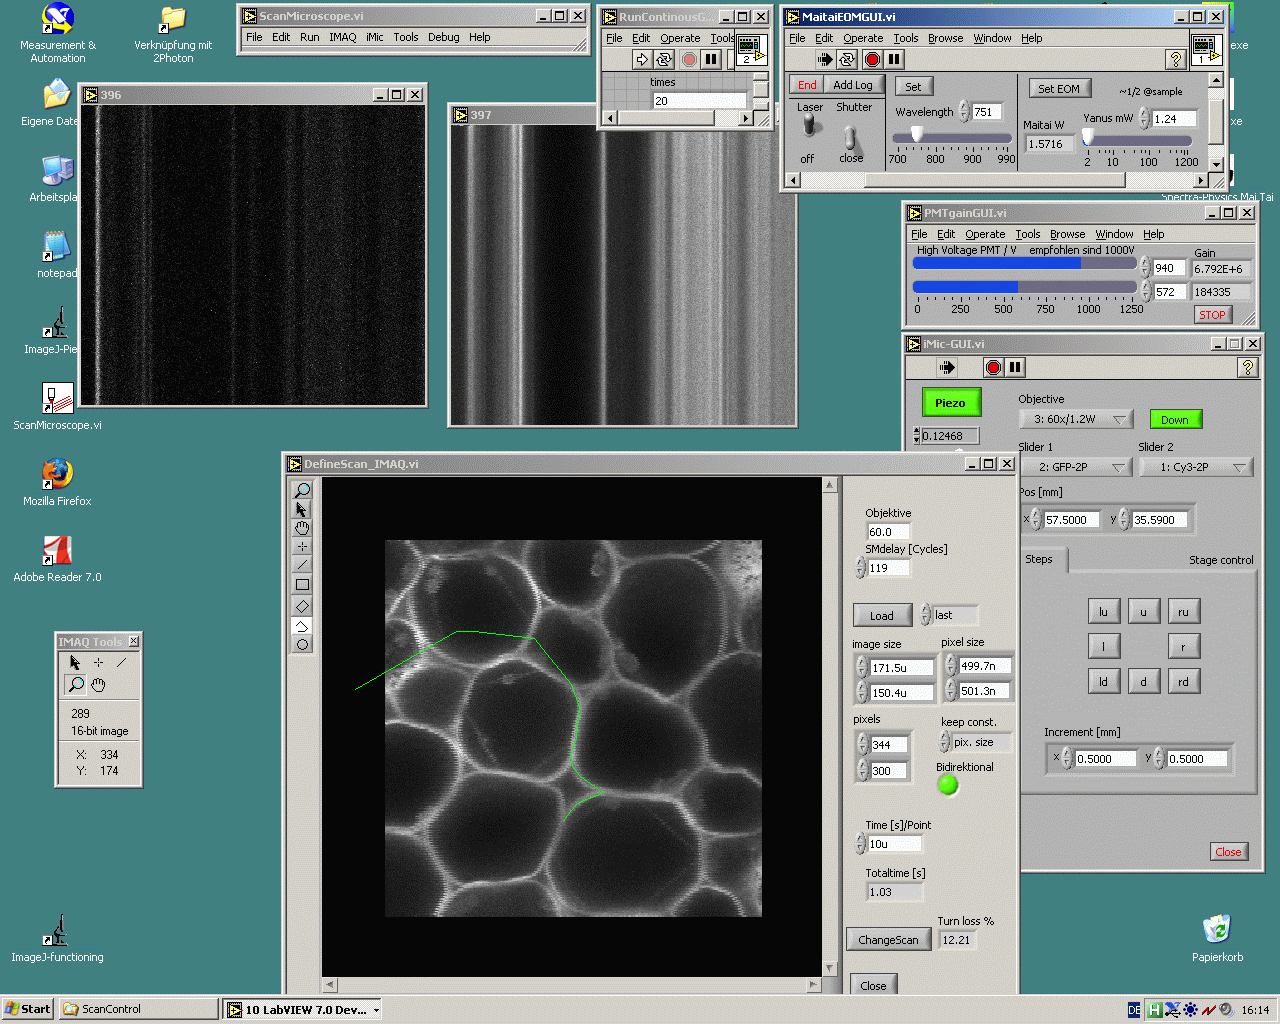 Measurement &
Automation
Verknüpfung mit
2Photon
Eigene Date
Arbeitspla
notepad
ImageJ-Pie
ScanMicroscope.vi
Mozilla Firefox
Adobe Reader 7.0
ImageJ-functioning
ScanMicroscope.vi
File Edit Run IMAQ iMic Tools Debug Help
396
397
RunContinousG...
File Edit Operate Tools
2
times
20
MaitaiEOMGUI.vi
File Edit Operate Tools Browse Window Help
1
End Add Log
Laser Shutter
off close
Set
Wavelength 751
700 800 900 990
Set EOM ~1/2 @sample
Maitai W Yanus mW 1.24
1.5716
2 10 100 1200
.exe
xe
Spectra-Physics Mai Tai
PMTgainGUI.vi
File Edit Operate Tools Browse Window Help
High Voltage PMT / V empfohlen sind 1000V Gain
940 6.792E+6
572 184335
0 250 500 750 1000 1250
STOP
iMic-GUI.vi
Piezo
0.12468
Objective
3: 60x/1.2W Down
Slider 1 Slider 2
2: GFP-2P 1: Cy3-2P
Pos [mm]
x 57.5000 y 35.5900
Steps Stage control
lu u ru
l r
ld d rd
Increment [mm]
x 0.5000 y 0.5000
Close
DefineScan_IMAQ.vi
Objektive
60.0
SMdelay [Cycles]
119
Load last
image size pixel size
171.5u 499.7n
150.4u 501.3n
pixels keep const.
344 pix. size
300 Bidirektional
Time [s]/Point
10u
Totaltime [s]
1.03
Turn loss %
ChangeScan 12.21
Close
IMAQ Tools
289
16-bit image
X: 334
Y: 174
Papierkorb
Start ScanControl 10 LabVIEW 7.0 Dev... DE H 16:14